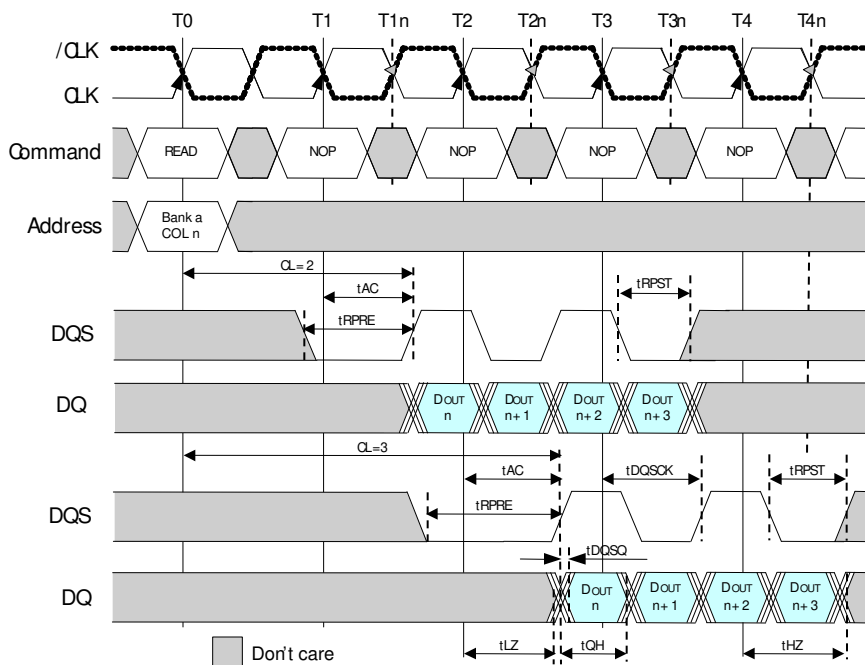 T0 T1 T1n T2 T2n T3 T3n T4 T4n
/CLK
CLK
Command READ NOP NOP NOP NOP
Address Bank a
COL n
CL=2
tAC
tRPST
tRPRE
DQS
DQ DOUT n DOUT n+1 DOUT n+2 DOUT n+3
CL=3
tAC tDQSCK tRPST
tRPRE
DQS
tDQSQ
DQ DOUT n DOUT n+1 DOUT n+2 DOUT n+3
tLZ tQH tHZ
Don't care